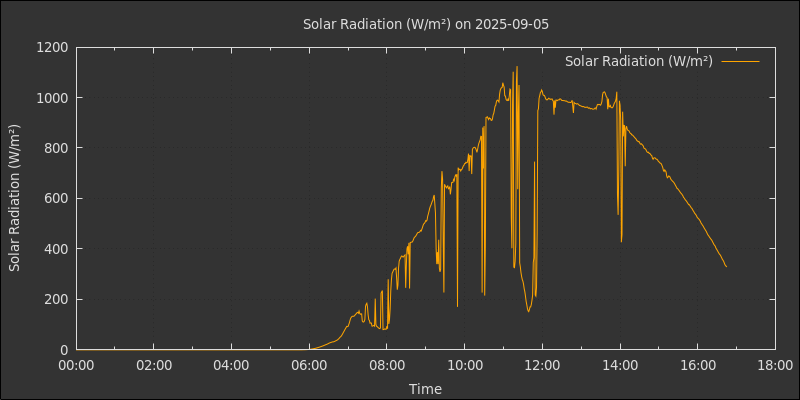 Solar Radiation (W/m²) on 2025-09-05
Solar Radiation (W/m²)
Solar Radiation (W/m²)
1200
1000
800
600
400
200
0
00:00 02:00 04:00 06:00 08:00 10:00 12:00 14:00 16:00 18:00
Time